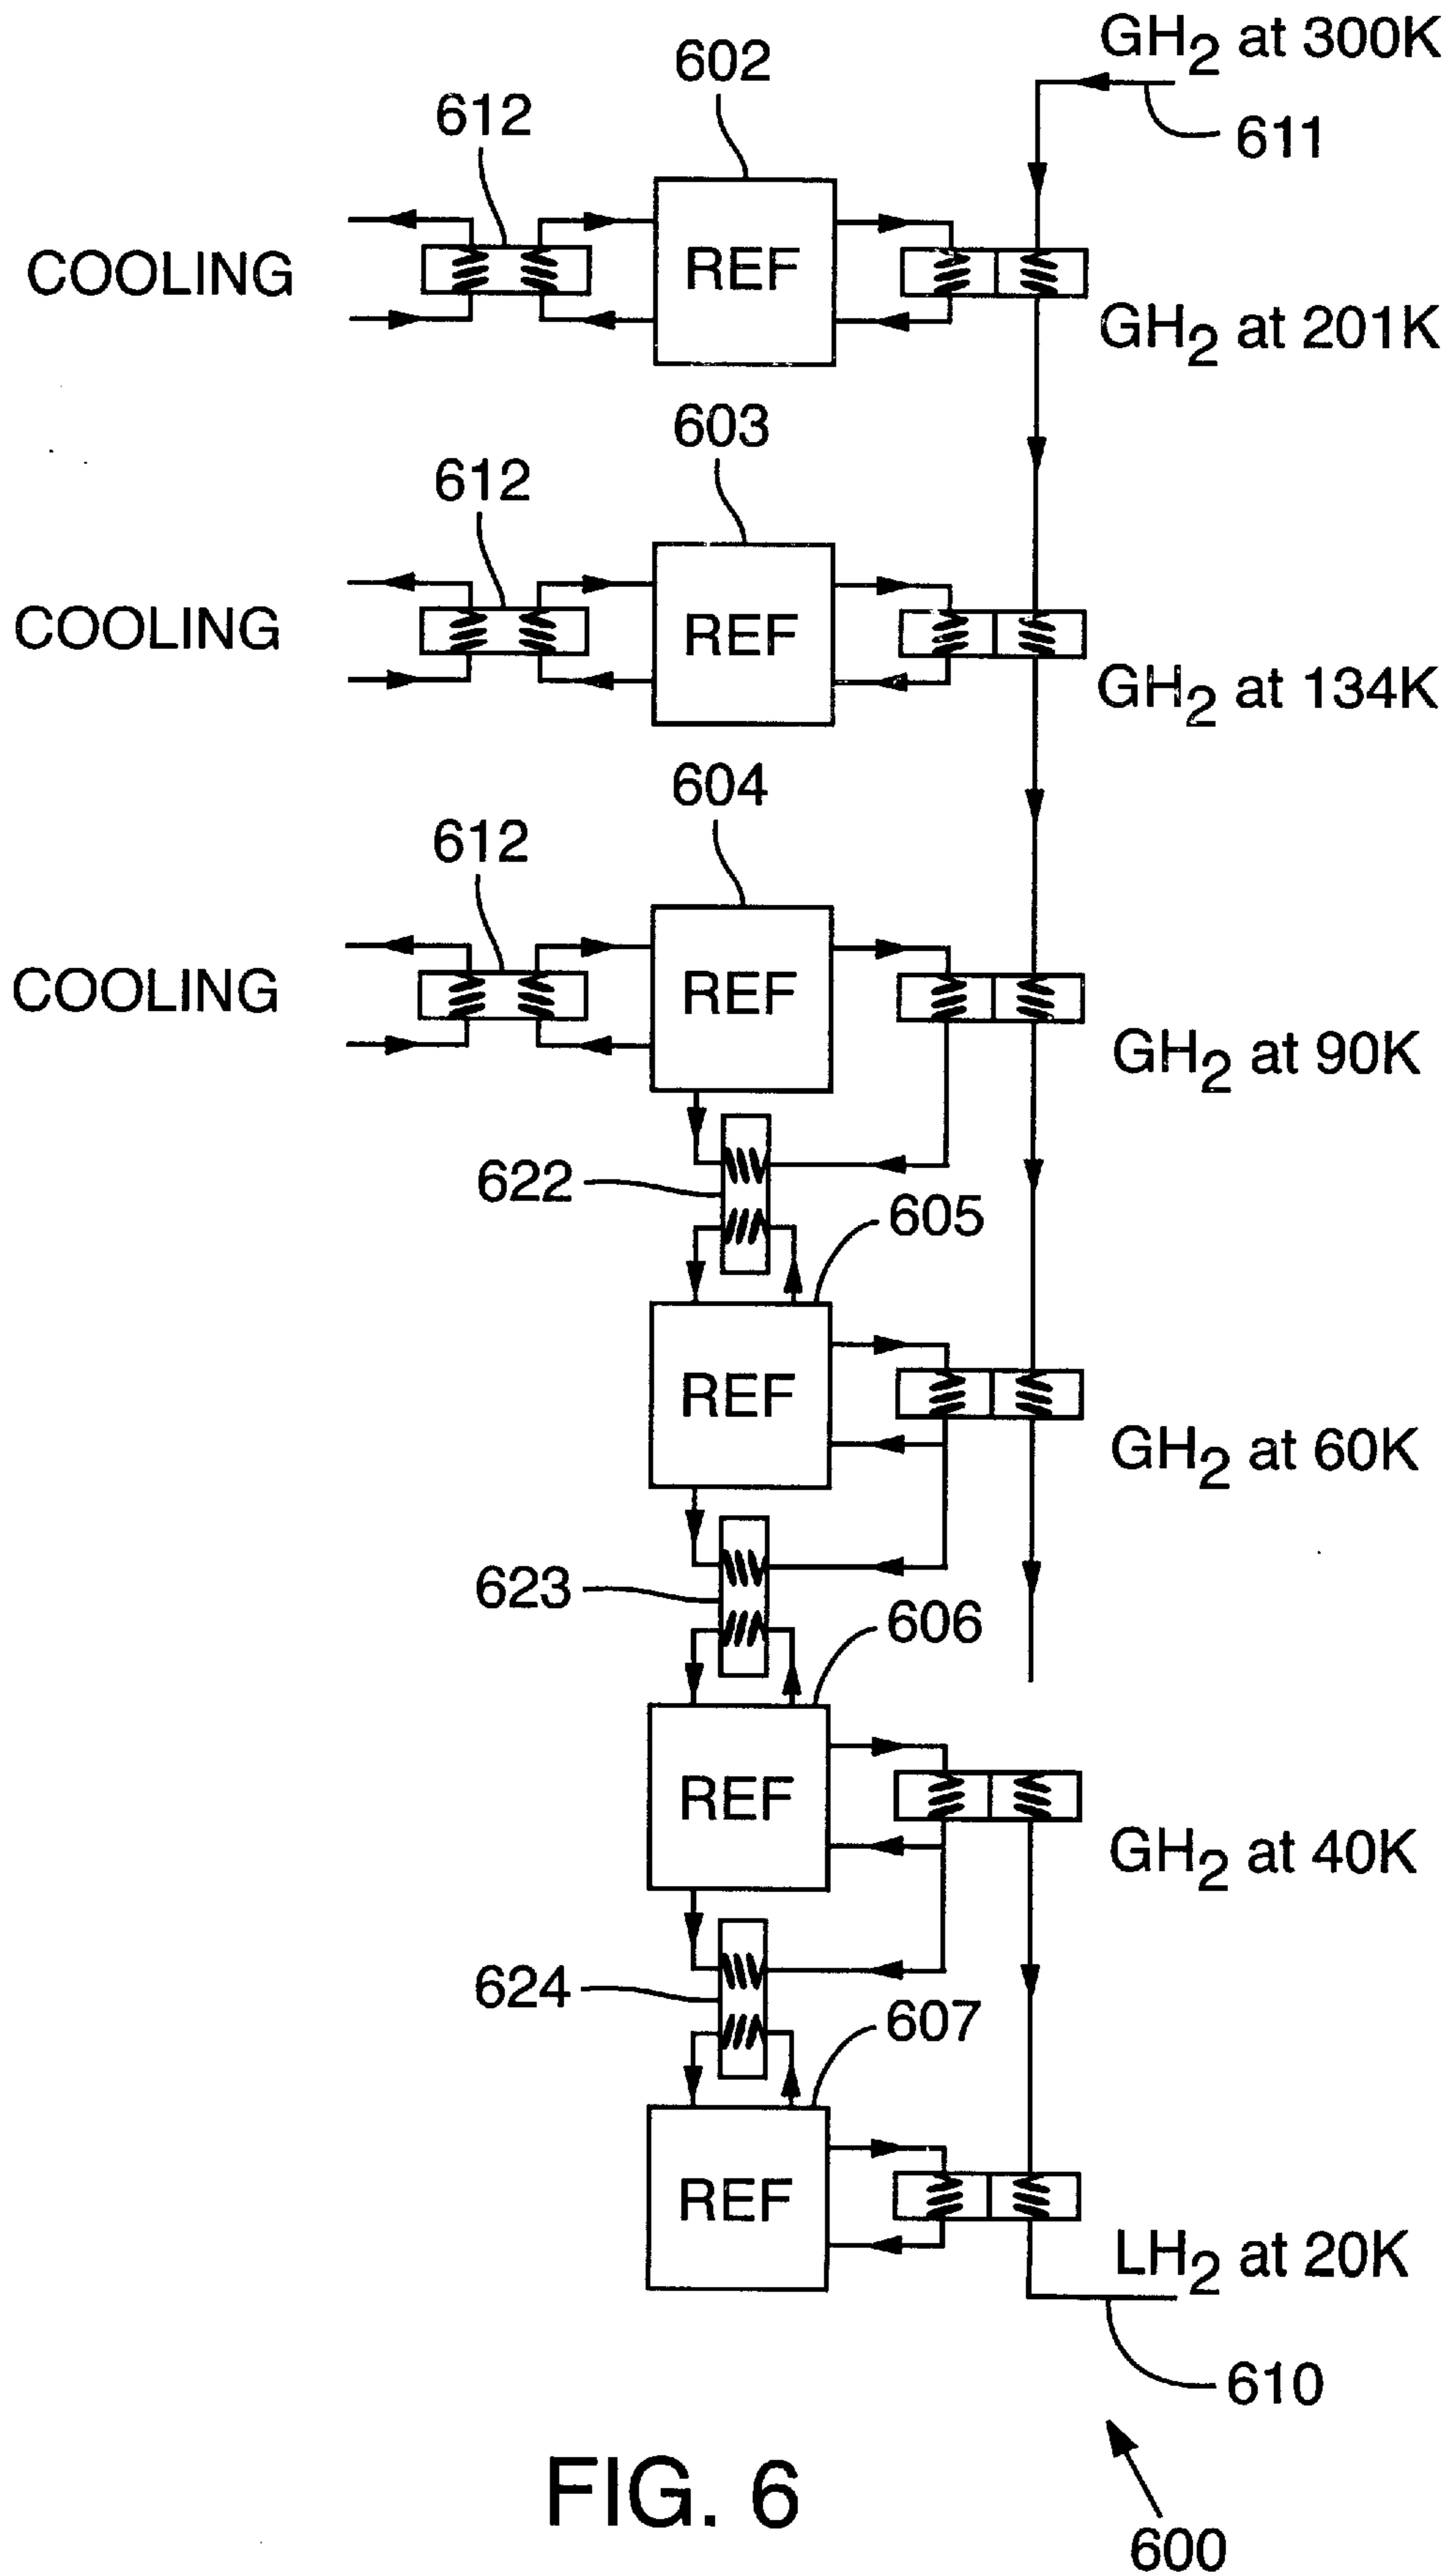 GH2 at 300K
602
611
612
REF
COOLING
GH2 at 201K
603
612
REF
COOLING
GH2 at 134K
604
612
REF
COOLING
GH2 at 90K
622
605
REF
GH2 at 60K
623
606
REF
GH2 at 40K
624
607
REF
LH2 at 20K
610
FIG. 6
600